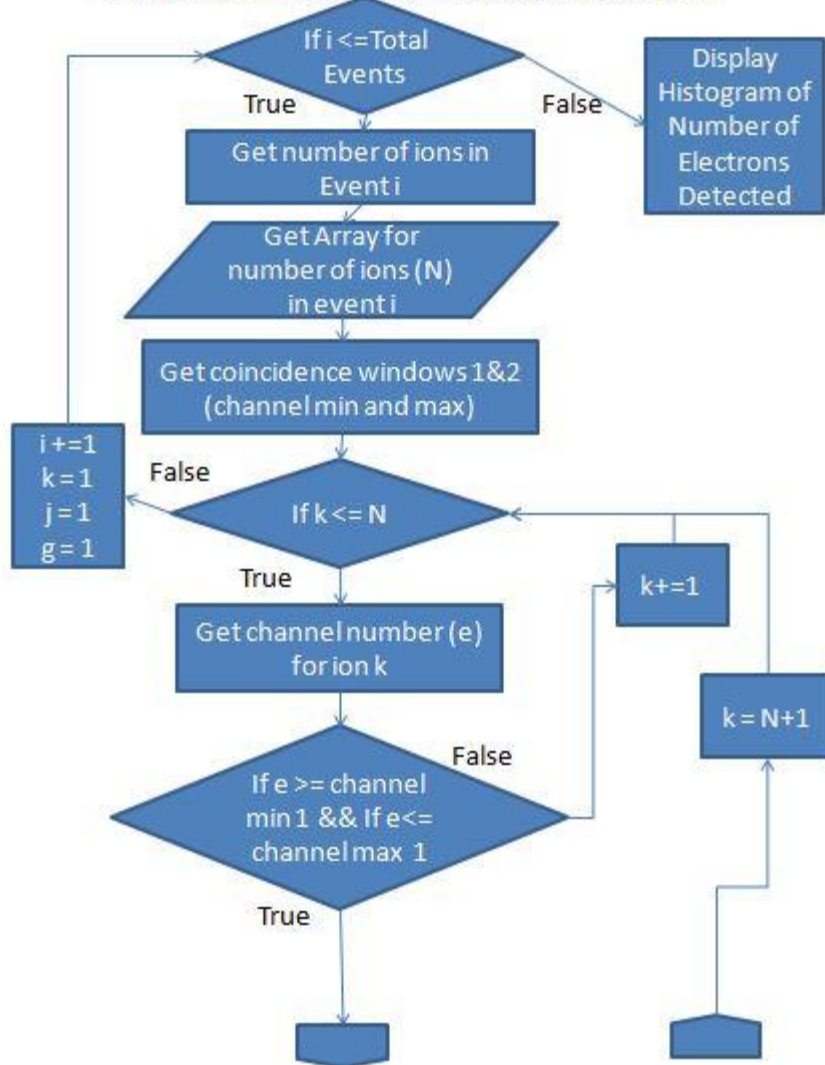 If i <=Total
Events
True
False
Display
Histogram of
Number of
Electrons
Detected
Get number of ions in
Event i
Get Array for
number of ions (N)
in event i
Get coincidence windows 1&2
(channel min and max)
i +=1
k = 1
j = 1
g = 1
False
If k <= N
True
k+=1
Get channel number (e)
for ion k
k = N+1
False
If e >= channel
min 1 && If e<=
channel max 1
True